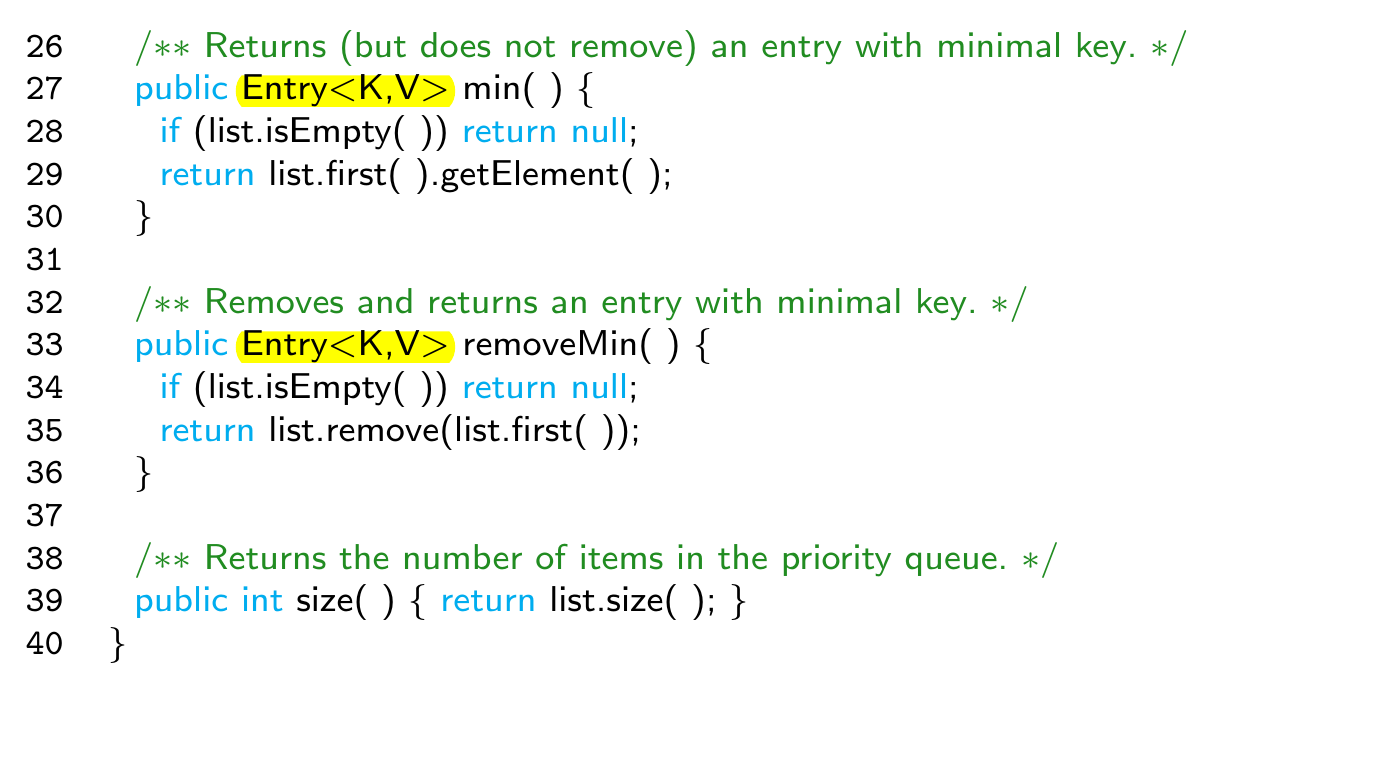 26 /** Returns (but does not remove) an entry with minimal key. */
27 public Entry<K,V> min( ) {
28 if (list.isEmpty( )) return null;
29 return list.first( ).getElement( );
30 }
31
32 /** Removes and returns an entry with minimal key. */
33 public Entry<K,V> removeMin( ) {
34 if (list.isEmpty( )) return null;
35 return list.remove(list.first( ));
36 }
37
38 /** Returns the number of items in the priority queue. */
39 public int size( ) { return list.size( ); }
40 }